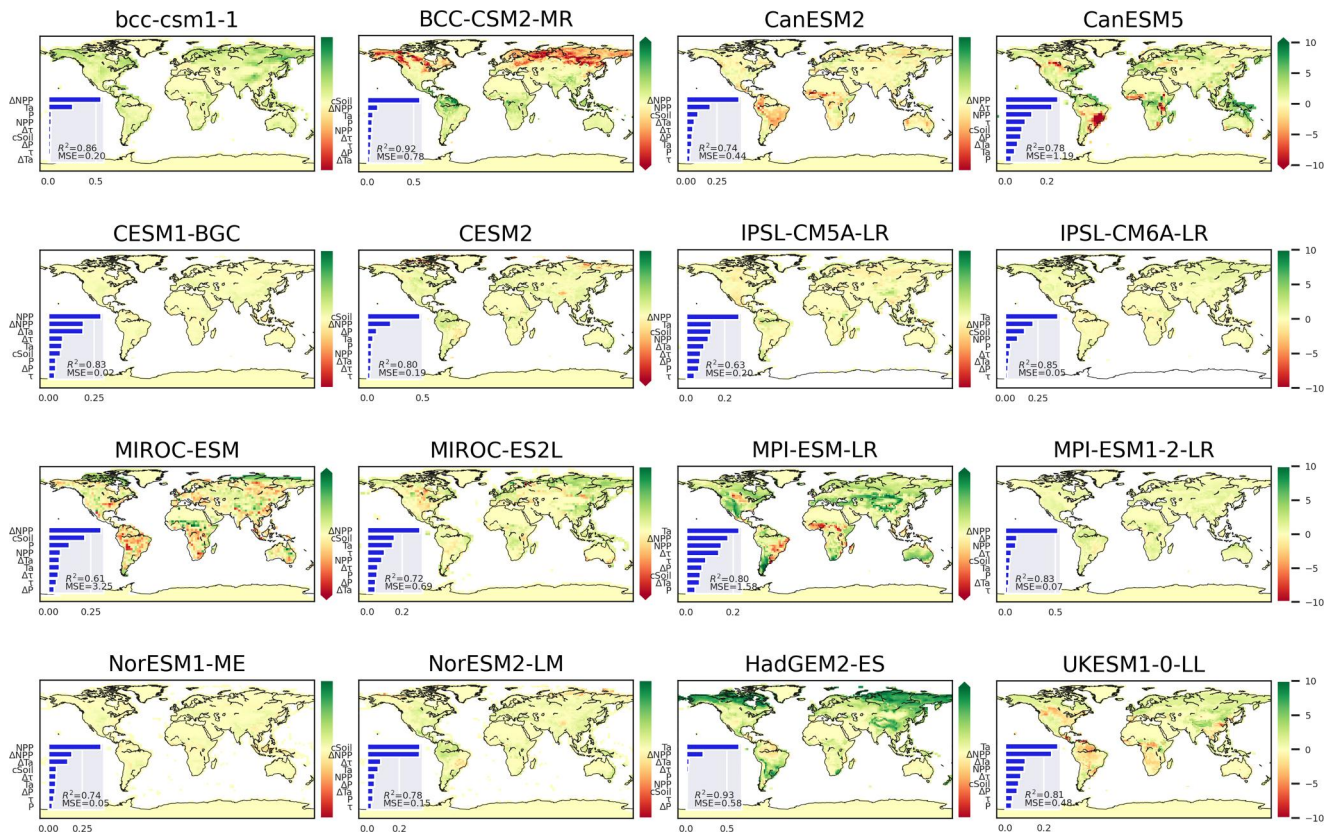 bcc-csm1-1
ΔNPP
Ta
P
NPP
Δτ
cSoil
ΔP
τ
ΔTa
R²=0.86
MSE=0.20
0.0 0.5
BCC-CSM2-MR
cSoil
ΔNPP
Ta
P
NPP
Δτ
τ
ΔP
ΔTa
R²=0.92
MSE=0.78
0.0 0.5
CanESM2
ΔNPP
NPP
cSoil
P
R²=0.74
MSE=0.44
0.00 0.25
CanESM5
ΔNPP
Δτ
NPP
τ
cSoil
ΔP
ΔTa
Ta
P
R²=0.78
MSE=1.19
0.0 0.2
10
5
0
−5
−10
CESM1-BGC
NPP
ΔNPP
ΔTa
Δτ
Ta
cSoil
P
ΔP
τ
R²=0.83
MSE=0.02
0.00 0.25
CESM2
cSoil
ΔNPP
ΔP
Ta
P
NPP
ΔTa
Δτ
τ
R²=0.80
MSE=0.19
0.0 0.5
IPSL-CM5A-LR
Ta
ΔNPP
cSoil
NPP
Δτ
ΔTa
ΔP
P
τ
R²=0.63
MSE=0.20
0.0 0.2
IPSL-CM6A-LR
Ta
ΔNPP
cSoil
NPP
P
Δτ
ΔTa
ΔP
τ
R²=0.85
MSE=0.05
0.00 0.25
10
5
0
−5
−10
MIROC-ESM
ΔNPP
cSoil
P
NPP
ΔTa
Ta
Δτ
τ
ΔP
R²=0.61
MSE=3.25
0.00 0.25
MIROC-ES2L
ΔNPP
cSoil
Ta
τ
NPP
Δτ
P
ΔP
ΔTa
R²=0.72
MSE=0.69
0.0 0.2
MPI-ESM-LR
Ta
ΔNPP
NPP
Δτ
τ
ΔP
cSoil
ΔTa
P
R²=0.80
MSE=1.58
0.0 0.2
MPI-ESM1-2-LR
ΔNPP
ΔP
NPP
Δτ
cSoil
Ta
P
ΔTa
τ
R²=0.83
MSE=0.07
0.0 0.5
10
5
0
−5
−10
NorESM1-ME
NPP
ΔNPP
ΔTa
cSoil
Δτ
Ta
ΔP
τ
P
R²=0.74
MSE=0.05
0.00 0.25
NorESM2-LM
cSoil
ΔNPP
Δτ
Ta
NPP
ΔP
ΔTa
P
τ
R²=0.78
MSE=0.15
0.0 0.2
HadGEM2-ES
Ta
ΔNPP
ΔTa
Δτ
P
NPP
cSoil
ΔP
τ
R²=0.93
MSE=0.58
0.0 0.5
UKESM1-0-LL
Ta
ΔNPP
Δτ
NPP
ΔTa
cSoil
ΔP
τ
P
R²=0.81
MSE=0.48
0.0 0.2
10
5
0
−5
−10